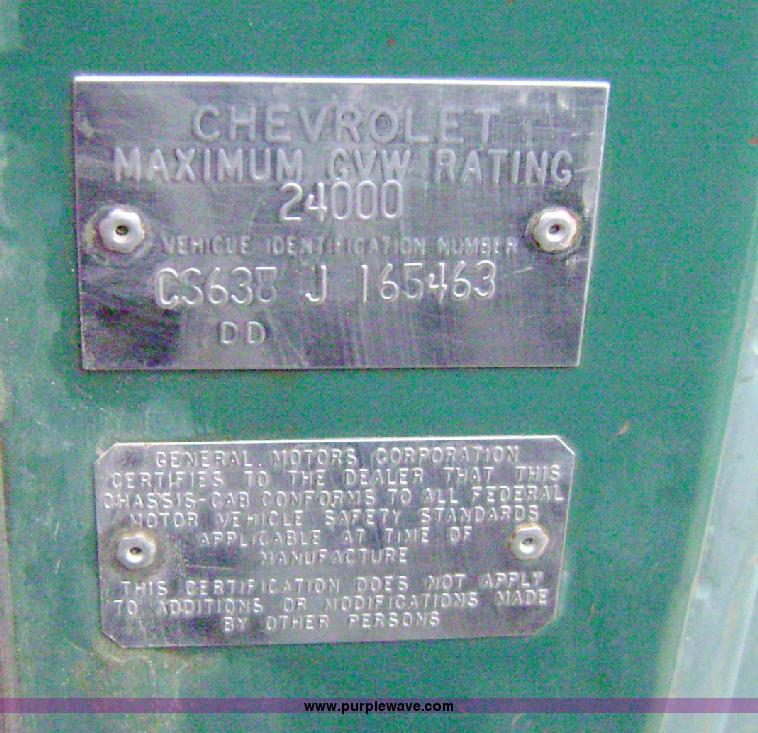 CHEVROLET
MAXIMUM GVW RATING
24000
VEHICLE IDENTIFICATION NUMBER
CS638 J 165463
DD
GENERAL MOTORS CORPORATION
CERTIFIES TO THE DEALER THAT THIS
CHASSIS-CAB CONFORMS TO ALL FEDERAL
MOTOR VEHICLE SAFETY STANDARDS
APPLICABLE AT TIME OF
MANUFACTURE
THIS CERTIFICATION DOES NOT APPLY
TO ADDITIONS OR MODIFICATIONS MADE
BY OTHER PERSONS
www.purplewave.com